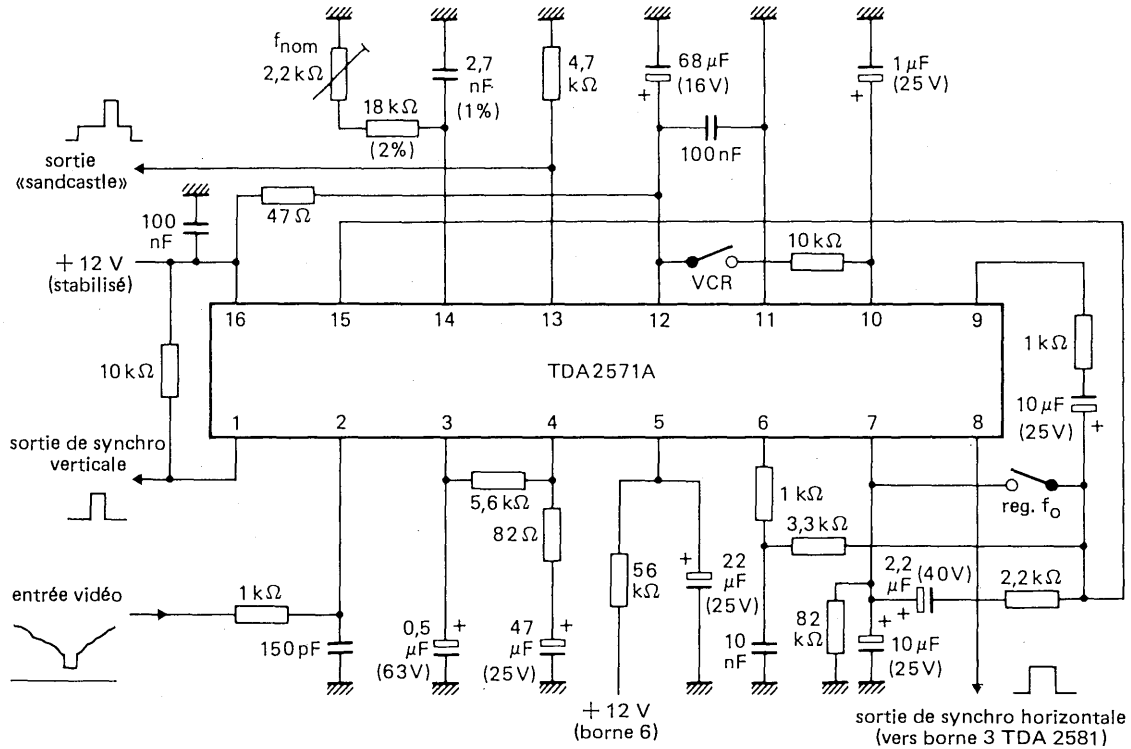 f nom
2,2 kΩ
18 kΩ
(2%)
2,7
nF
(1%)
4,7
kΩ
68 μF
(16V)
+
100nF
1 μF
(25V)
+
sortie
«sandcastle»
47 Ω
100
nF
+ 12 V
(stabilisé)
VCR
10 kΩ
16 15 14 13 12 11 10 9
TDA2571A
1 2 3 4 5 6 7 8
10 kΩ
1 kΩ
10 μF
(25V)
+
sortie de synchro
verticale
5,6 kΩ
82 Ω
1 kΩ
3,3 kΩ
reg. fo
entrée vidéo
1 kΩ
150 pF
0,5
μF
(63V)
+
47
μF
(25V)
+
56
kΩ
+
22
μF
(25V)
10
nF
82
kΩ
2,2
μF
(40V)
+
2,2 kΩ
+
10 μF
(25V)
+ 12 V
(borne 6)
sortie de synchro horizontale
(vers borne 3 TDA 2581)